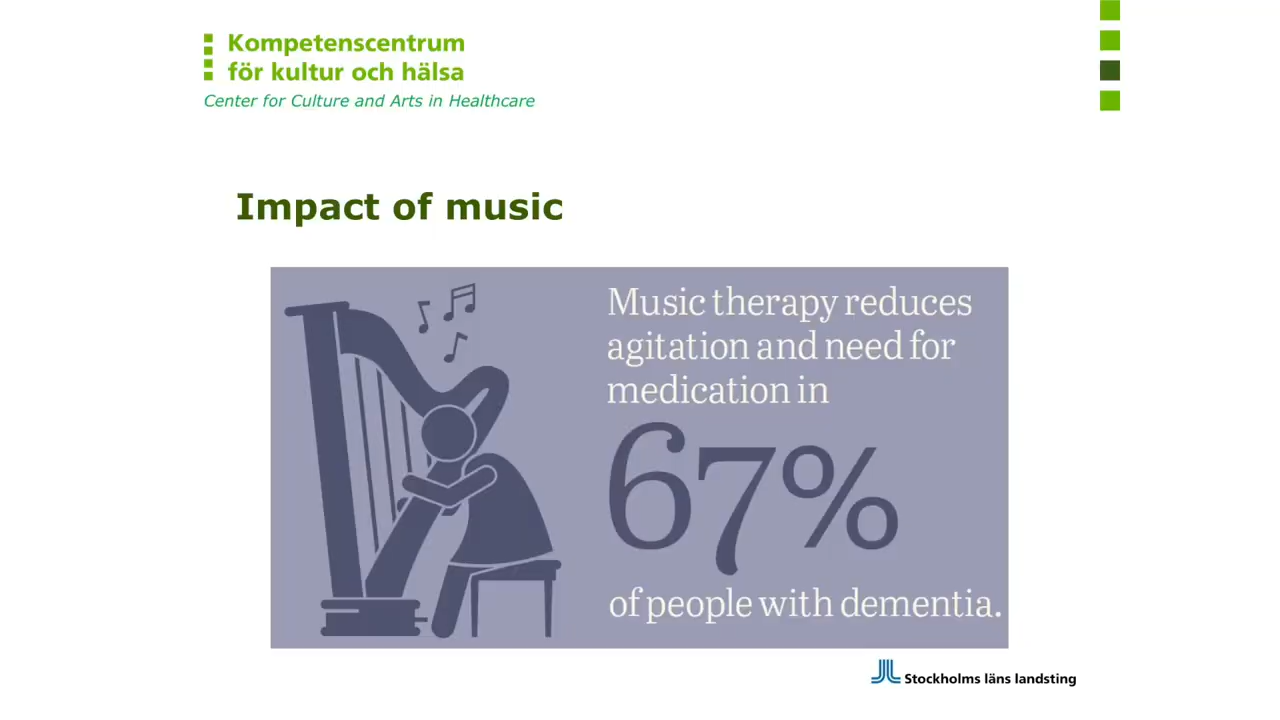 Kompetenscentrum
för kultur och hälsa
Center for Culture and Arts in Healthcare
Impact of music
Music therapy reduces
agitation and need for
medication in
67%
of people with dementia.
Stockholms läns landsting